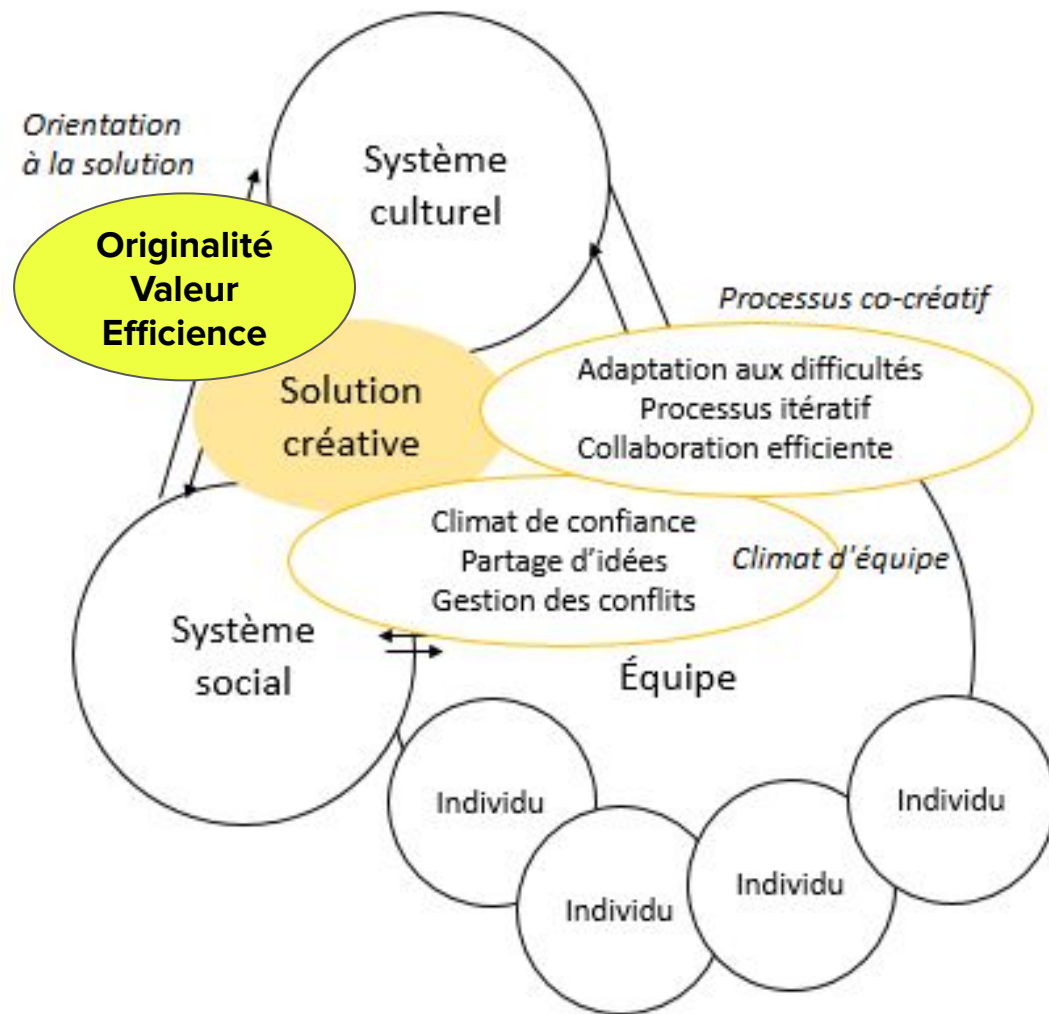 Orientation
à la solution
Système
culturel
Originalité
Valeur
Efficience
Processus co-créatif
Solution
créative
Adaptation aux difficultés
Processus itératif
Collaboration efficiente
Climat de confiance
Partage d'idées
Gestion des conflits
Climat d'équipe
Système
social
Équipe
Individu
Individu
Individu
Individu